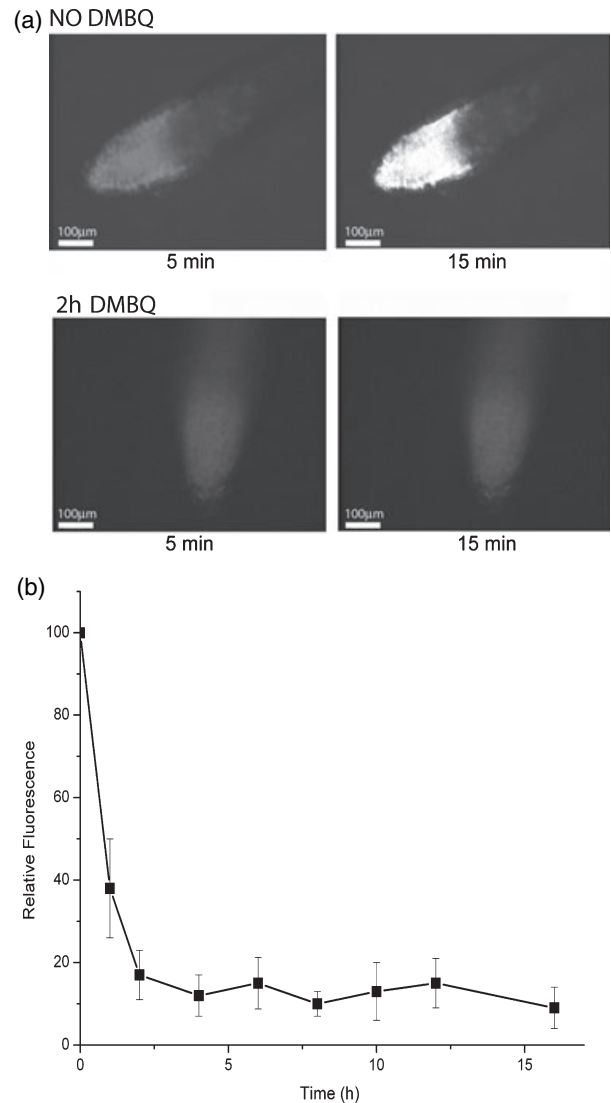 (a) NO DMBQ
100µm
100µm
5 min
15 min
2h DMBQ
100µm
100µm
5 min
15 min
(b)
100
80
60
40
20
0
Relative Fluorescence
0
5
10
15
Time (h)